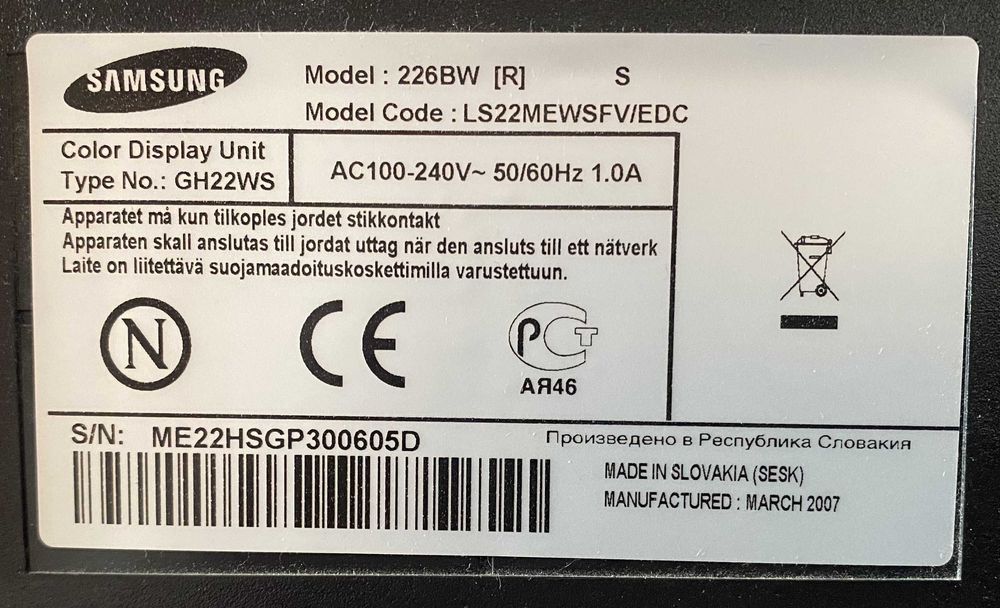 SAMSUNG
Model : 226BW [R] S
Model Code : LS22MEWSFV/EDC
Color Display Unit
Type No.: GH22WS
AC100-240V~ 50/60Hz 1.0A
Apparatet må kun tilkoples jordet stikkontakt
Apparaten skall anslutas till jordat uttag när den ansluts till ett nätverk
Laite on liitettävä suojamaadoituskoskettimilla varustettuun.
N
CE
РСТ
АЯ46
S/N: ME22HSGP300605D
Произведено в Республика Словакия
MADE IN SLOVAKIA (SESK)
MANUFACTURED : MARCH 2007